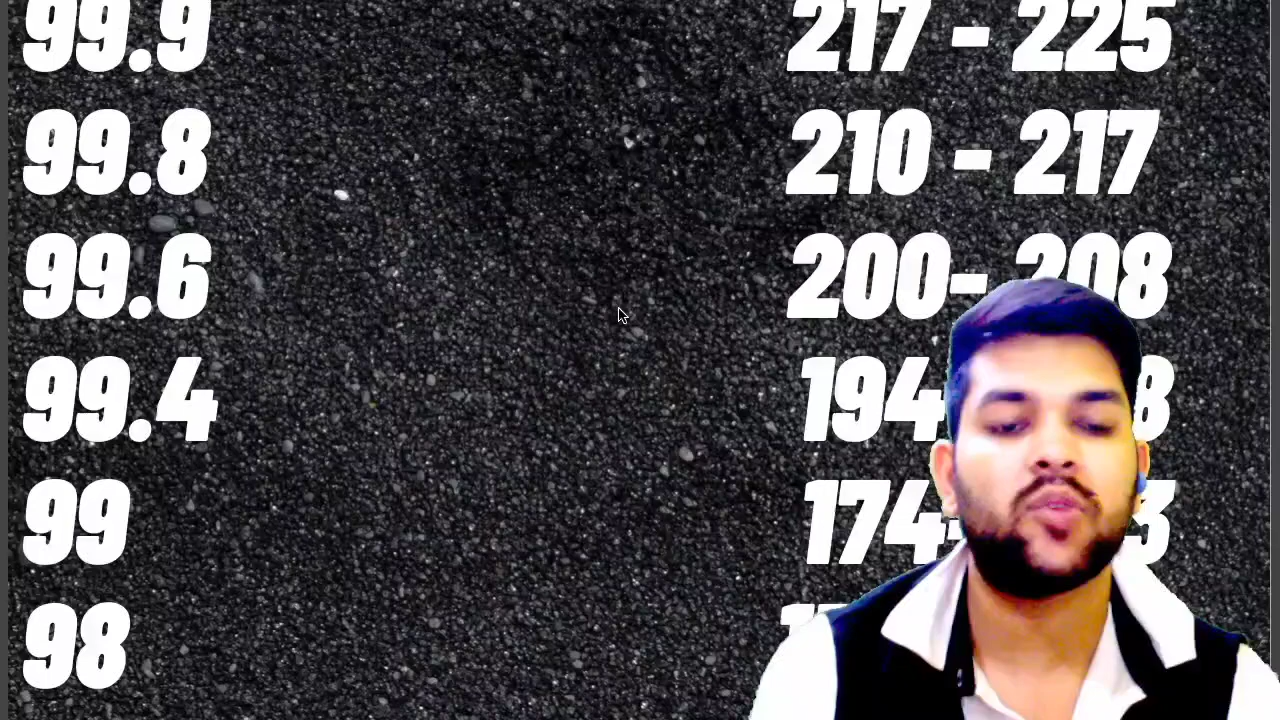 99.9 217 - 225
99.8 210 - 217
99.6 200- 208
99.4 194
99 174-
98